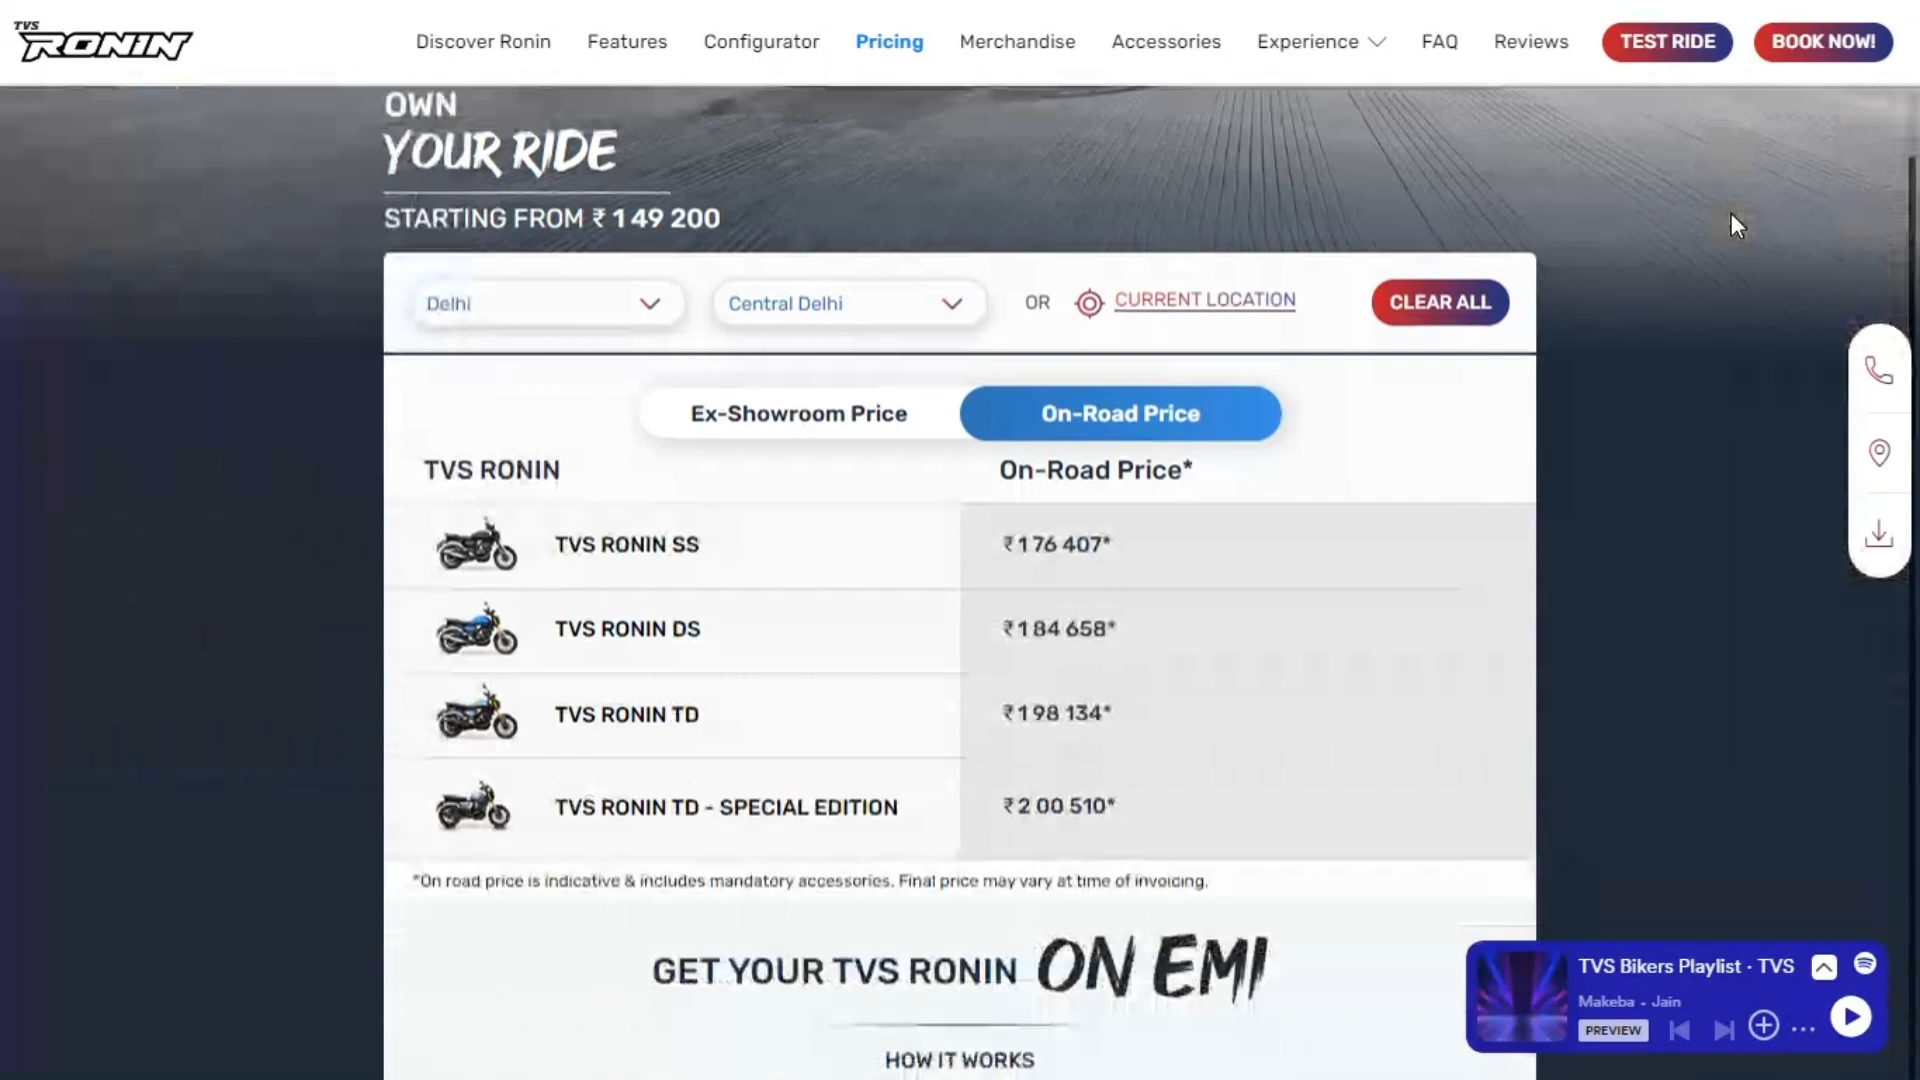 TVS
RONIN
Discover Ronin
Features
Configurator
Pricing
Merchandise
Accessories
Experience
FAQ
Reviews
TEST RIDE
BOOK NOW!
OWN
YOUR RIDE
STARTING FROM ₹ 1 49 200
Delhi
Central Delhi
OR
CURRENT LOCATION
CLEAR ALL
Ex-Showroom Price
On-Road Price
TVS RONIN
On-Road Price*
TVS RONIN SS
₹ 1 76 407*
TVS RONIN DS
₹ 1 84 658*
TVS RONIN TD
₹ 1 98 134*
TVS RONIN TD - SPECIAL EDITION
₹ 2 00 510*
*On road price is indicative & includes mandatory accessories. Final price may vary at time of invoicing.
GET YOUR TVS RONIN ON EMI
HOW IT WORKS
TVS Bikers Playlist · TVS
Makeba - Jain
PREVIEW